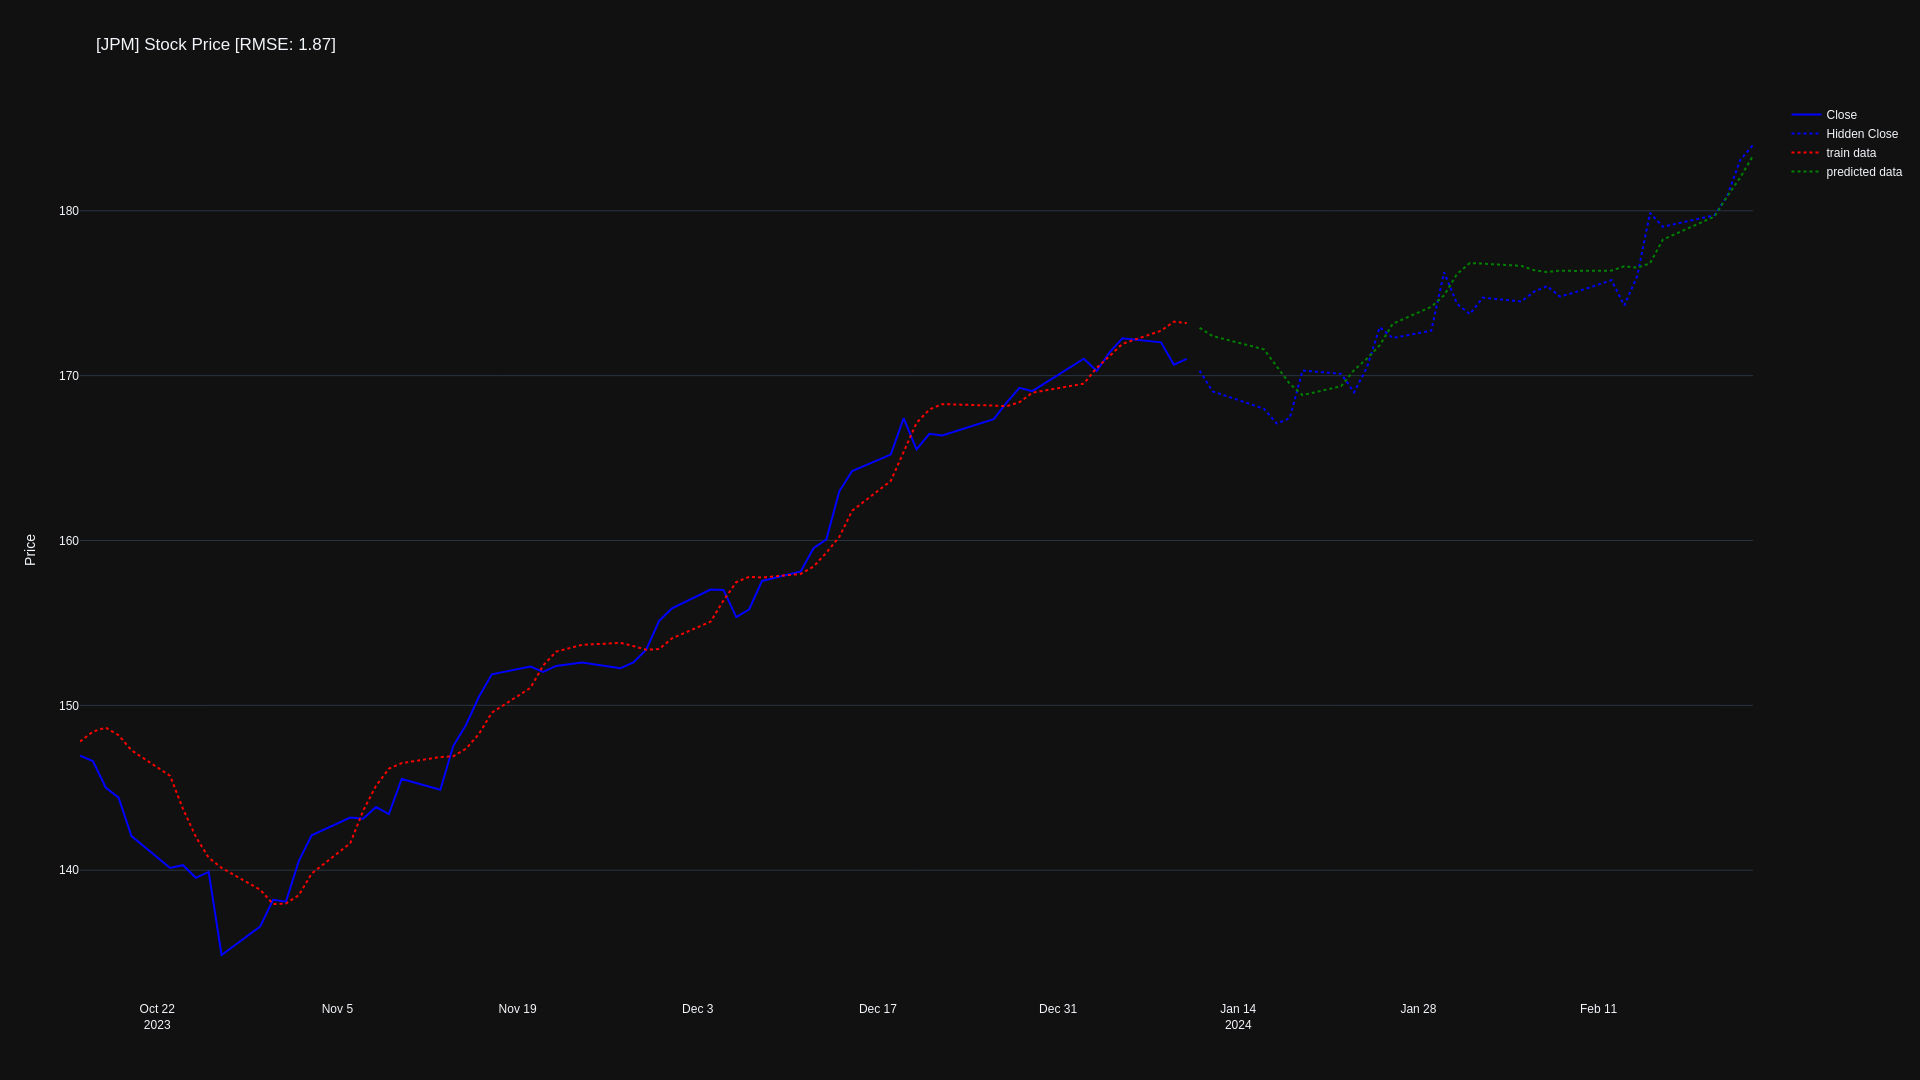 [JPM] Stock Price [RMSE: 1.87]
Close
Hidden Close
train data
predicted data
180
170
160
150
140
Price
Oct 22
2023
Nov 5
Nov 19
Dec 3
Dec 17
Dec 31
Jan 14
2024
Jan 28
Feb 11